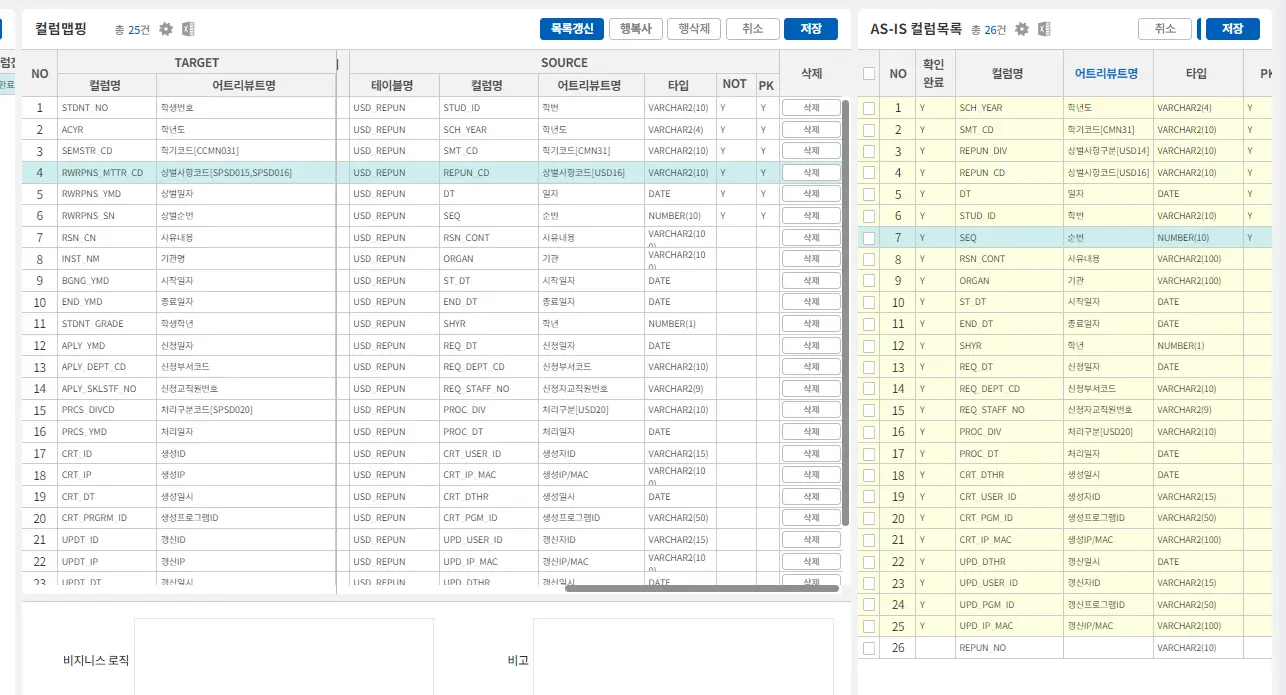 컬럼맵핑 총 25건 목록갱신 행복사 행삭제 취소 저장
NO TARGET SOURCE 삭제
컬럼명 어트리뷰트명 테이블명 컬럼명 어트리뷰트명 타입 NOT PK
1 STDNT_NO 학생번호 USD_REPUN STUD_ID 학번 VARCHAR2(10) Y Y 삭제
2 ACYR 학년도 USD_REPUN SCH_YEAR 학년도 VARCHAR2(4) Y Y 삭제
3 SEMSTR_CD 학기코드[CCMN031] USD_REPUN SMT_CD 학기코드[CMN31] VARCHAR2(10) Y Y 삭제
4 RWRPNS_MTTR_CD 상벌사항코드[SPSD015,SPSD016] USD_REPUN REPUN_CD 상벌사항코드[USD16] VARCHAR2(10) Y Y 삭제
5 RWRPNS_YMD 상벌일자 USD_REPUN DT 일자 DATE Y Y 삭제
6 RWRPNS_SN 상벌순번 USD_REPUN SEQ 순번 NUMBER(10) Y Y 삭제
7 RSN_CN 사유내용 USD_REPUN RSN_CONT 사유내용 VARCHAR2(10 0) 삭제
8 INST_NM 기관명 USD_REPUN ORGAN 기관 VARCHAR2(10 0) 삭제
9 BGNG_YMD 시작일자 USD_REPUN ST_DT 시작일자 DATE 삭제
10 END_YMD 종료일자 USD_REPUN END_DT 종료일자 DATE 삭제
11 STDNT_GRADE 학생학년 USD_REPUN SHYR 학년 NUMBER(1) 삭제
12 APLY_YMD 신청일자 USD_REPUN REQ_DT 신청일자 DATE 삭제
13 APLY_DEPT_CD 신청부서코드 USD_REPUN REQ_DEPT_CD 신청부서코드 VARCHAR2(10) 삭제
14 APLY_SKLSTF_NO 신청교직원번호 USD_REPUN REQ_STAFF_NO 신청자교직원번호 VARCHAR2(9) 삭제
15 PRCS_DIVCD 처리구분코드[SPSD020] USD_REPUN PROC_DIV 처리구분[USD20] VARCHAR2(10) 삭제
16 PRCS_YMD 처리일자 USD_REPUN PROC_DT 처리일자 DATE 삭제
17 CRT_ID 생성ID USD_REPUN CRT_USER_ID 생성자ID VARCHAR2(15) 삭제
18 CRT_IP 생성IP USD_REPUN CRT_IP_MAC 생성IP/MAC VARCHAR2(10 0) 삭제
19 CRT_DT 생성일시 USD_REPUN CRT_DTHR 생성일시 DATE 삭제
20 CRT_PRGRM_ID 생성프로그램ID USD_REPUN CRT_PGM_ID 생성프로그램ID VARCHAR2(50) 삭제
21 UPDT_ID 갱신ID USD_REPUN UPD_USER_ID 갱신자ID VARCHAR2(15) 삭제
22 UPDT_IP 갱신IP USD_REPUN UPD_IP_MAC 갱신IP/MAC VARCHAR2(10 0) 삭제
23 UPDT_DT 갱신일시 USD_REPUN UPD_DTHR 갱신일시 DATE 삭제
비지니스 로직 비고
AS-IS 컬럼목록 총 26건 취소 저장
NO 확인 완료 컬럼명 어트리뷰트명 타입 PK
1 Y SCH_YEAR 학년도 VARCHAR2(4) Y
2 Y SMT_CD 학기코드[CMN31] VARCHAR2(10) Y
3 Y REPUN_DIV 상벌사항구분[USD14] VARCHAR2(10) Y
4 Y REPUN_CD 상벌사항코드[USD16] VARCHAR2(10) Y
5 Y DT 일자 DATE Y
6 Y STUD_ID 학번 VARCHAR2(10) Y
7 Y SEQ 순번 NUMBER(10) Y
8 Y RSN_CONT 사유내용 VARCHAR2(100)
9 Y ORGAN 기관 VARCHAR2(100)
10 Y ST_DT 시작일자 DATE
11 Y END_DT 종료일자 DATE
12 Y SHYR 학년 NUMBER(1)
13 Y REQ_DT 신청일자 DATE
14 Y REQ_DEPT_CD 신청부서코드 VARCHAR2(10)
15 Y REQ_STAFF_NO 신청자교직원번호 VARCHAR2(9)
16 Y PROC_DIV 처리구분[USD20] VARCHAR2(10)
17 Y PROC_DT 처리일자 DATE
18 Y CRT_DTHR 생성일시 DATE
19 Y CRT_USER_ID 생성자ID VARCHAR2(15)
20 Y CRT_PGM_ID 생성프로그램ID VARCHAR2(50)
21 Y CRT_IP_MAC 생성IP/MAC VARCHAR2(100)
22 Y UPD_DTHR 갱신일시 DATE
23 Y UPD_USER_ID 갱신자ID VARCHAR2(15)
24 Y UPD_PGM_ID 갱신프로그램ID VARCHAR2(50)
25 Y UPD_IP_MAC 갱신IP/MAC VARCHAR2(100)
26 REPUN_NO VARCHAR2(10)